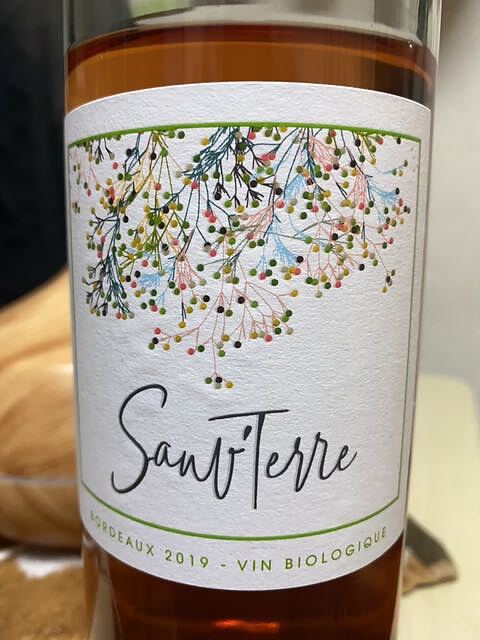 Sauv'Terre
BORDEAUX 2019 - VIN BIOLOGIQUE